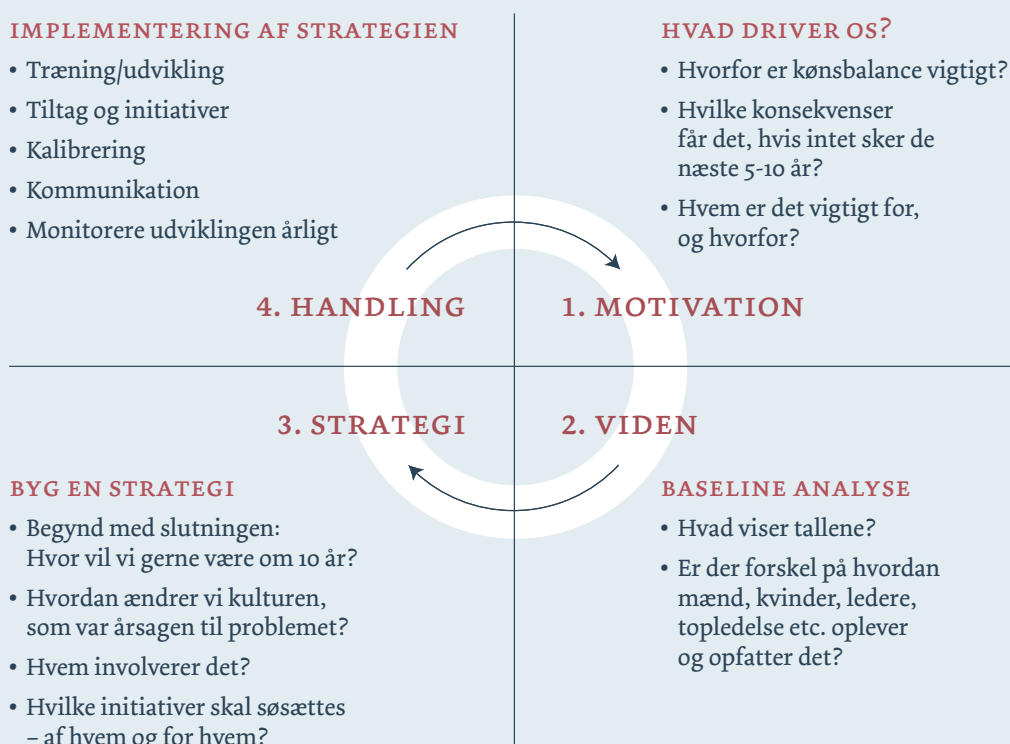 IMPLEMENTERING AF STRATEGIEN
• Træning/udvikling
• Tiltag og initiativer
• Kalibrering
• Kommunikation
• Monitorere udviklingen årligt
4. HANDLING
HVAD DRIVER OS?
• Hvorfor er kønsbalance vigtigt?
• Hvilke konsekvenser
får det, hvis intet sker de
næste 5-10 år?
• Hvem er det vigtigt for,
og hvorfor?
1. MOTIVATION
3. STRATEGI
BYG EN STRATEGI
• Begynd med slutningen:
Hvor vil vi gerne være om 10 år?
• Hvordan ændrer vi kulturen,
som var årsagen til problemet?
• Hvem involverer det?
• Hvilke initiativer skal søsættes
– af hvem og for hvem?
2. VIDEN
BASELINE ANALYSE
• Hvad viser tallene?
• Er der forskel på hvordan
mænd, kvinder, ledere,
topledelse etc. oplever
og opfatter det?